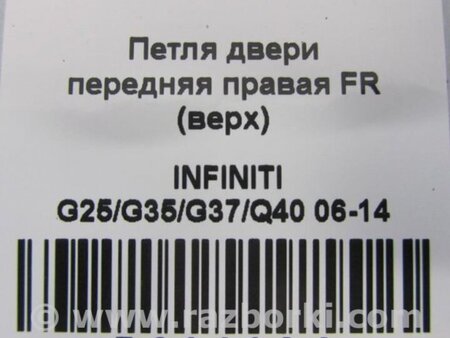 Петля двери
передняя правая FR
(верх)
INFINITI
G25/G35/G37/Q40 06-14
www.razborki.com